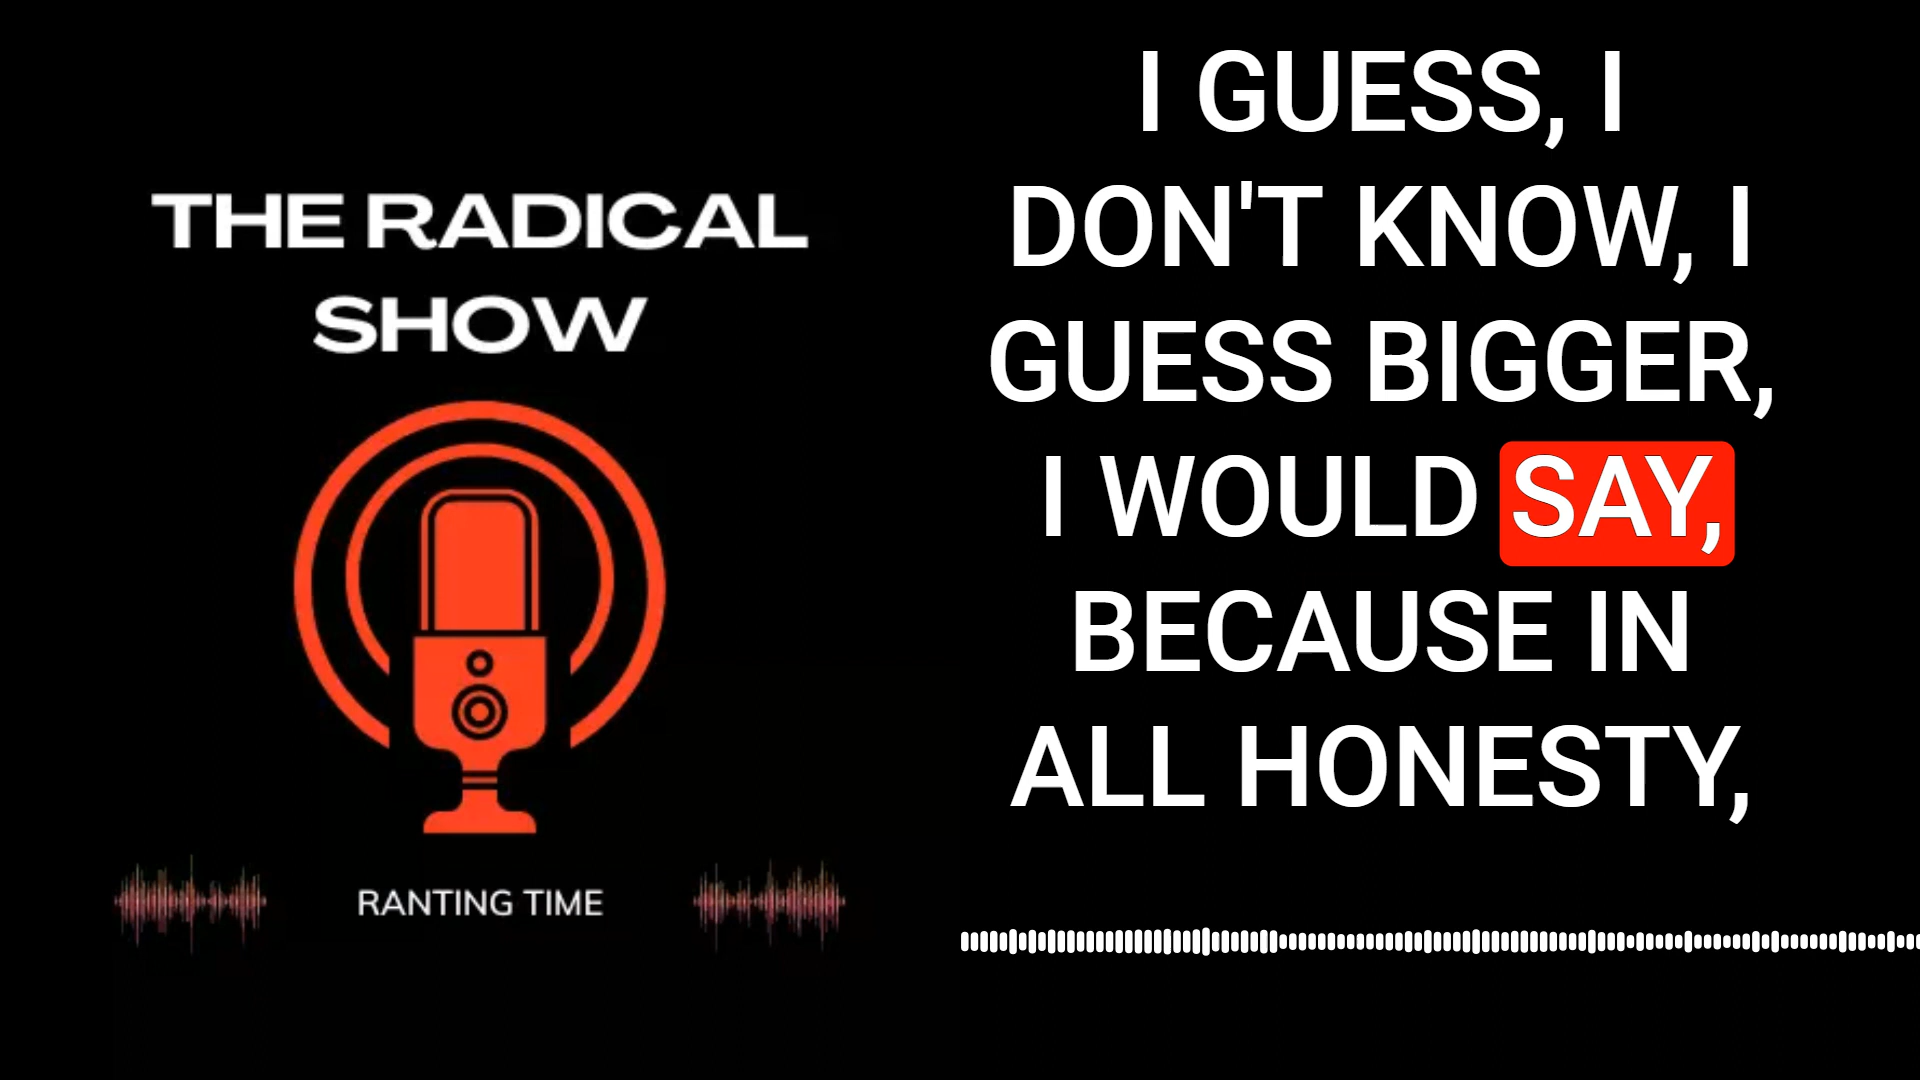 THE RADICAL
SHOW
RANTING TIME
I GUESS, I
DON'T KNOW, I
GUESS BIGGER,
I WOULD SAY,
BECAUSE IN
ALL HONESTY,